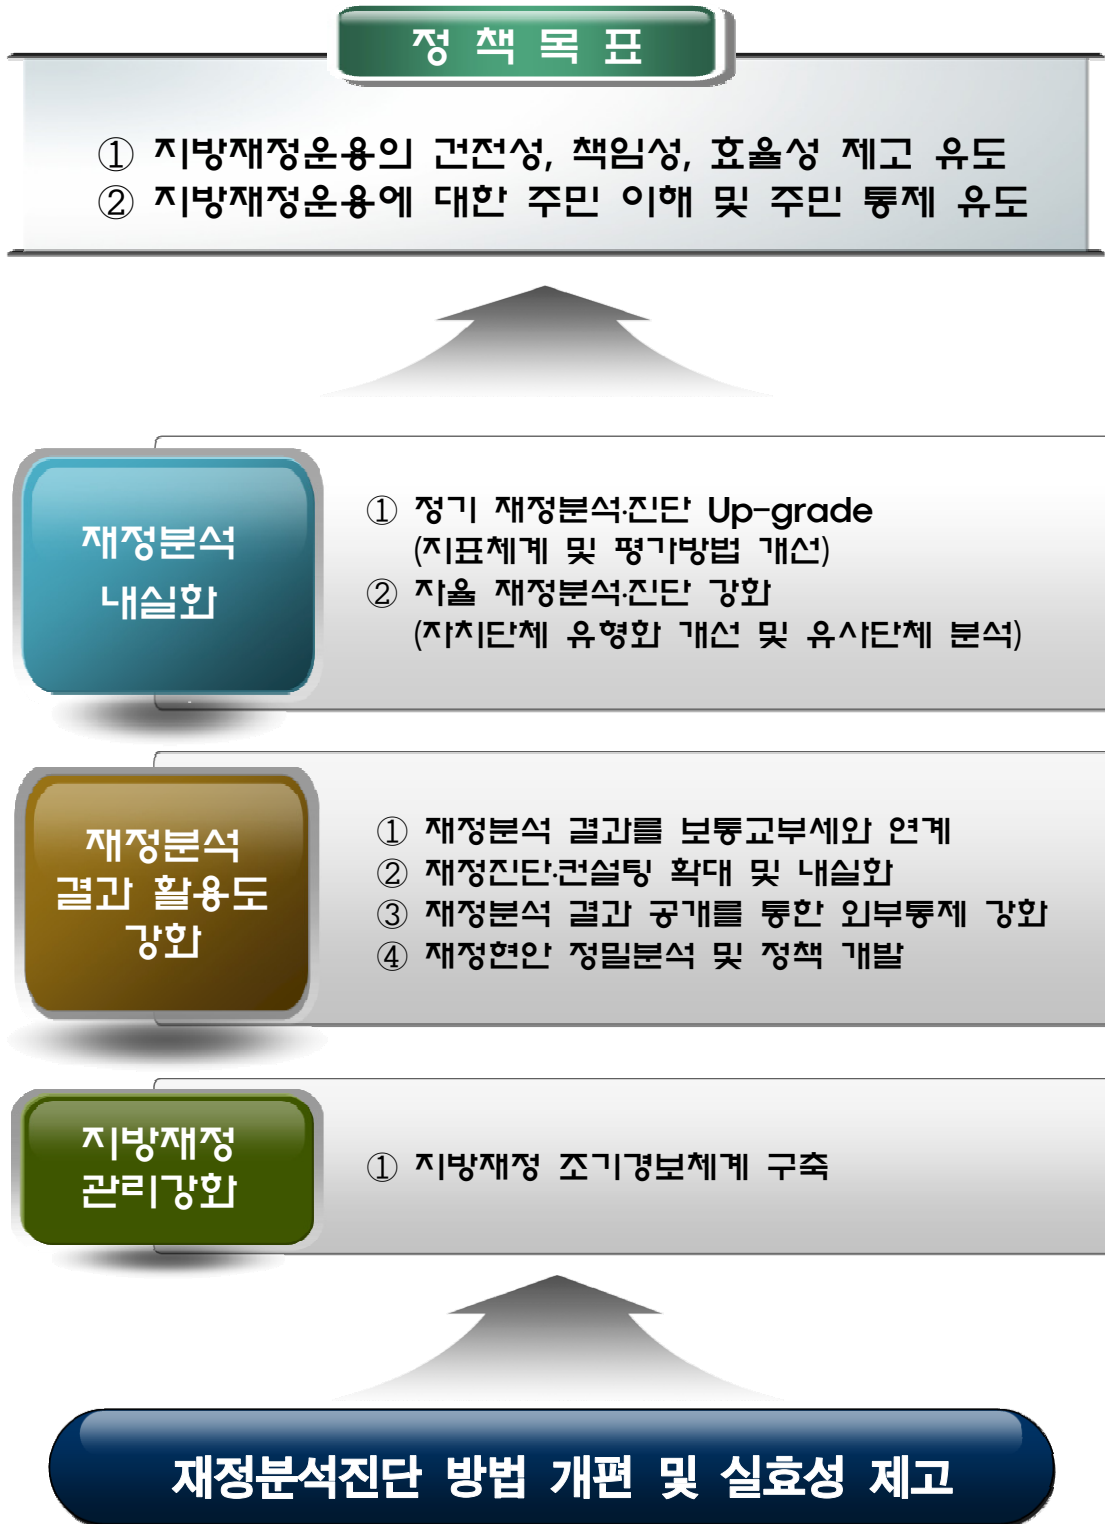 정 책 목 표
① 지방재정운용의 건전성, 책임성, 효율성 제고 유도
② 지방재정운용에 대한 주민 이해 및 주민 통제 유도
재정분석
내실화
① 정기 재정분석·진단 Up-grade
(지표체계 및 평가방법 개선)
② 자율 재정분석·진단 강화
(자치단체 유형화 개선 및 유사단체 분석)
재정분석
결과 활용도
강화
① 재정분석 결과를 보통교부세와 연계
② 재정진단·컨설팅 확대 및 내실화
③ 재정분석 결과 공개를 통한 외부통제 강화
④ 재정현안 정밀분석 및 정책 개발
지방재정
관리강화
① 지방재정 조기경보체계 구축
재정분석진단 방법 개편 및 실효성 제고